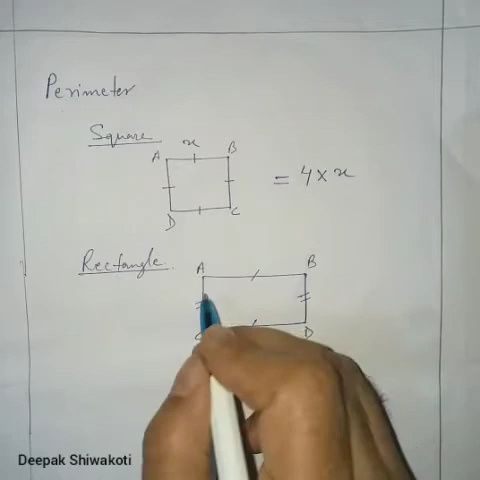 Perimeter
Square
x
A B
= 4 × x
D C
Rectangle.
A B
D
Deepak Shiwakoti